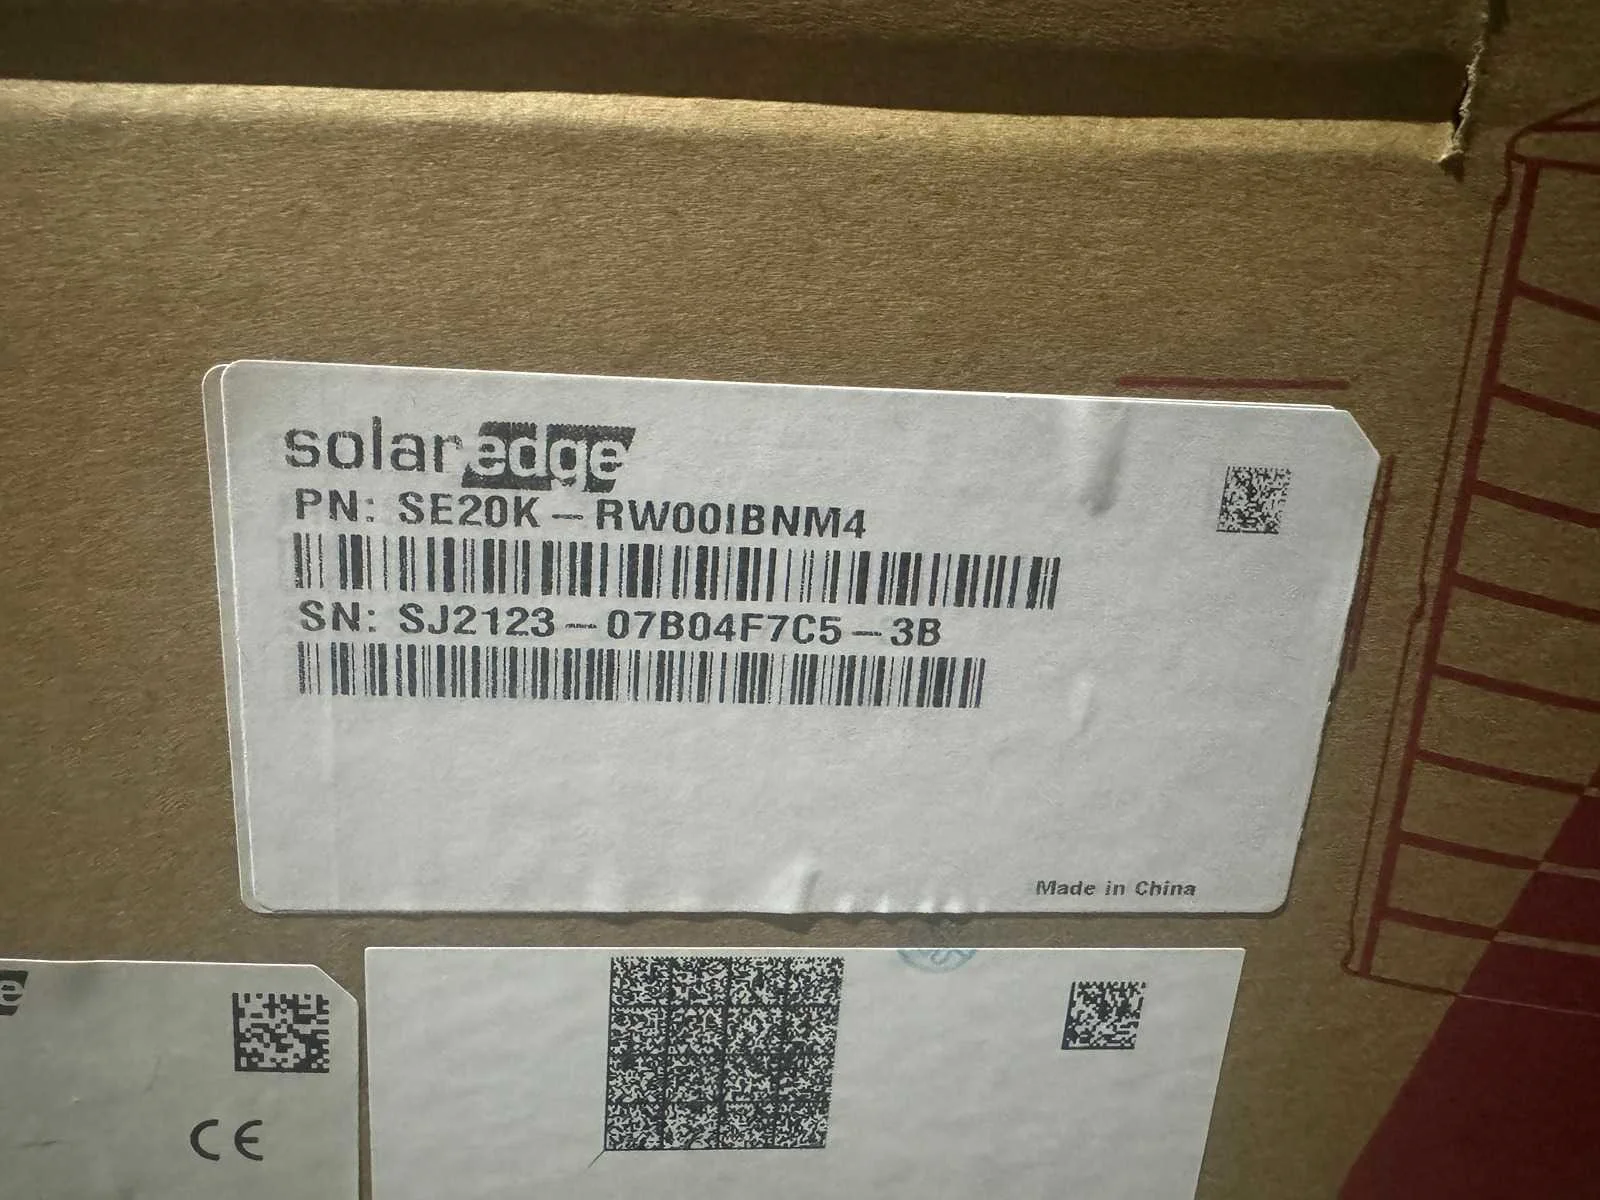 solaredge
PN: SE20K-RW00IBNM4
SN: SJ2123-07B04F7C5-3B
Made in China
e
CE